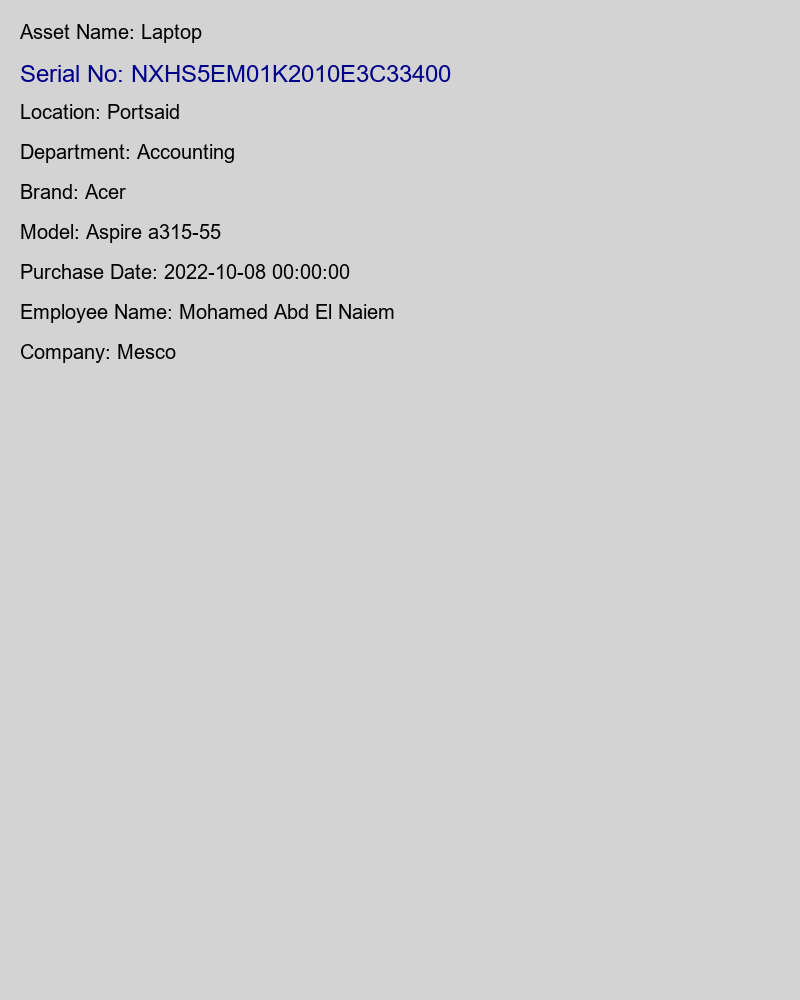 Asset Name: Laptop
Serial No: NXHS5EM01K2010E3C33400
Location: Portsaid
Department: Accounting
Brand: Acer
Model: Aspire a315-55
Purchase Date: 2022-10-08 00:00:00
Employee Name: Mohamed Abd El Naiem
Company: Mesco